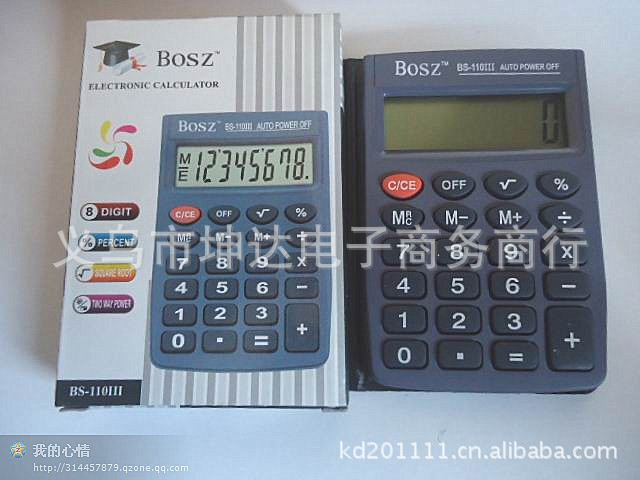 BOSZ™
ELECTRONIC CALCULATOR
BOSZ™ BS-110III AUTO POWER OFF
M
E
12345678.
C/CE OFF √ %
MRC M- M+ ÷
7 8 9 ×
4 5 6 −
1 2 3 +
0 . =
8 DIGIT
% PERCENT
√ SQUARE ROOT
TWO WAY POWER
BS-110III
BOSZ™ BS-110III AUTO POWER OFF
0
C/CE OFF √ %
MRC M- M+ ÷
7 8 9 ×
4 5 6 −
1 2 3 +
0 . =
义乌市坤达电子商务商行
我的心情
http://314457879.qzone.qq.com
kd201111.cn.alibaba.com